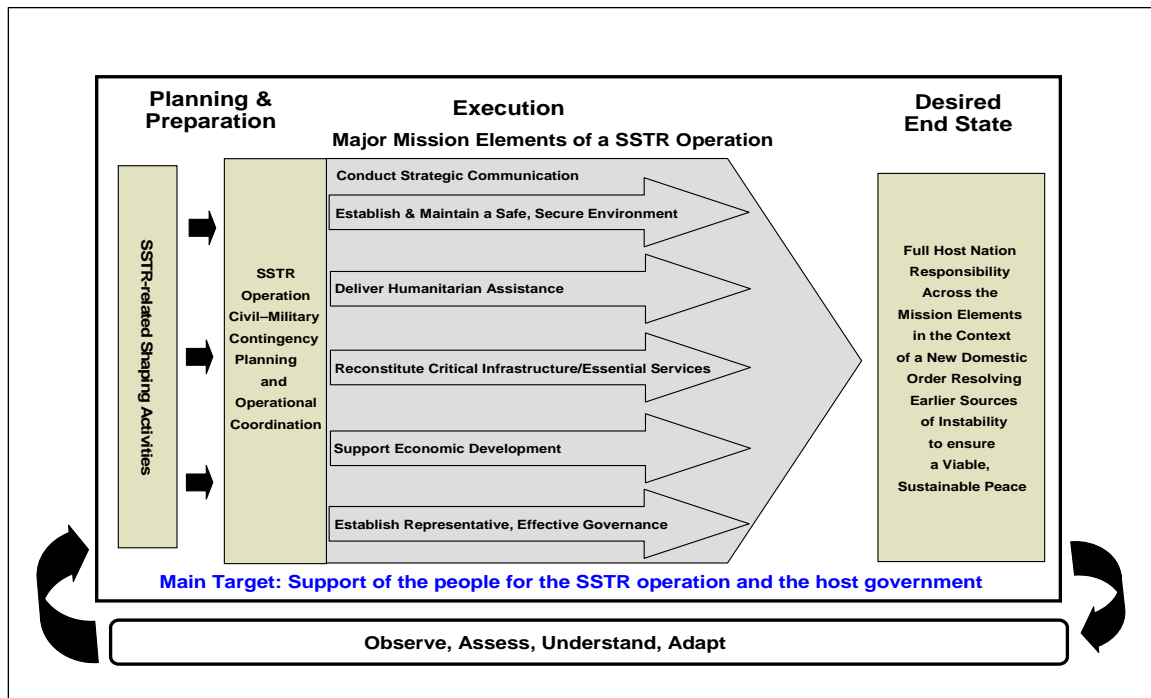 Planning &
Preparation
Execution
Major Mission Elements of a SSTR Operation
Desired
End State
SSTR-related Shaping Activities
SSTR
Operation
Civil–Military
Contingency
Planning
and
Operational
Coordination
Conduct Strategic Communication
Establish & Maintain a Safe, Secure Environment
Deliver Humanitarian Assistance
Reconstitute Critical Infrastructure/Essential Services
Support Economic Development
Establish Representative, Effective Governance
Full Host Nation
Responsibility
Across the
Mission Elements
in the Context
of a New Domestic
Order Resolving
Earlier Sources
of Instability
to ensure
a Viable,
Sustainable Peace
Main Target: Support of the people for the SSTR operation and the host government
Observe, Assess, Understand, Adapt